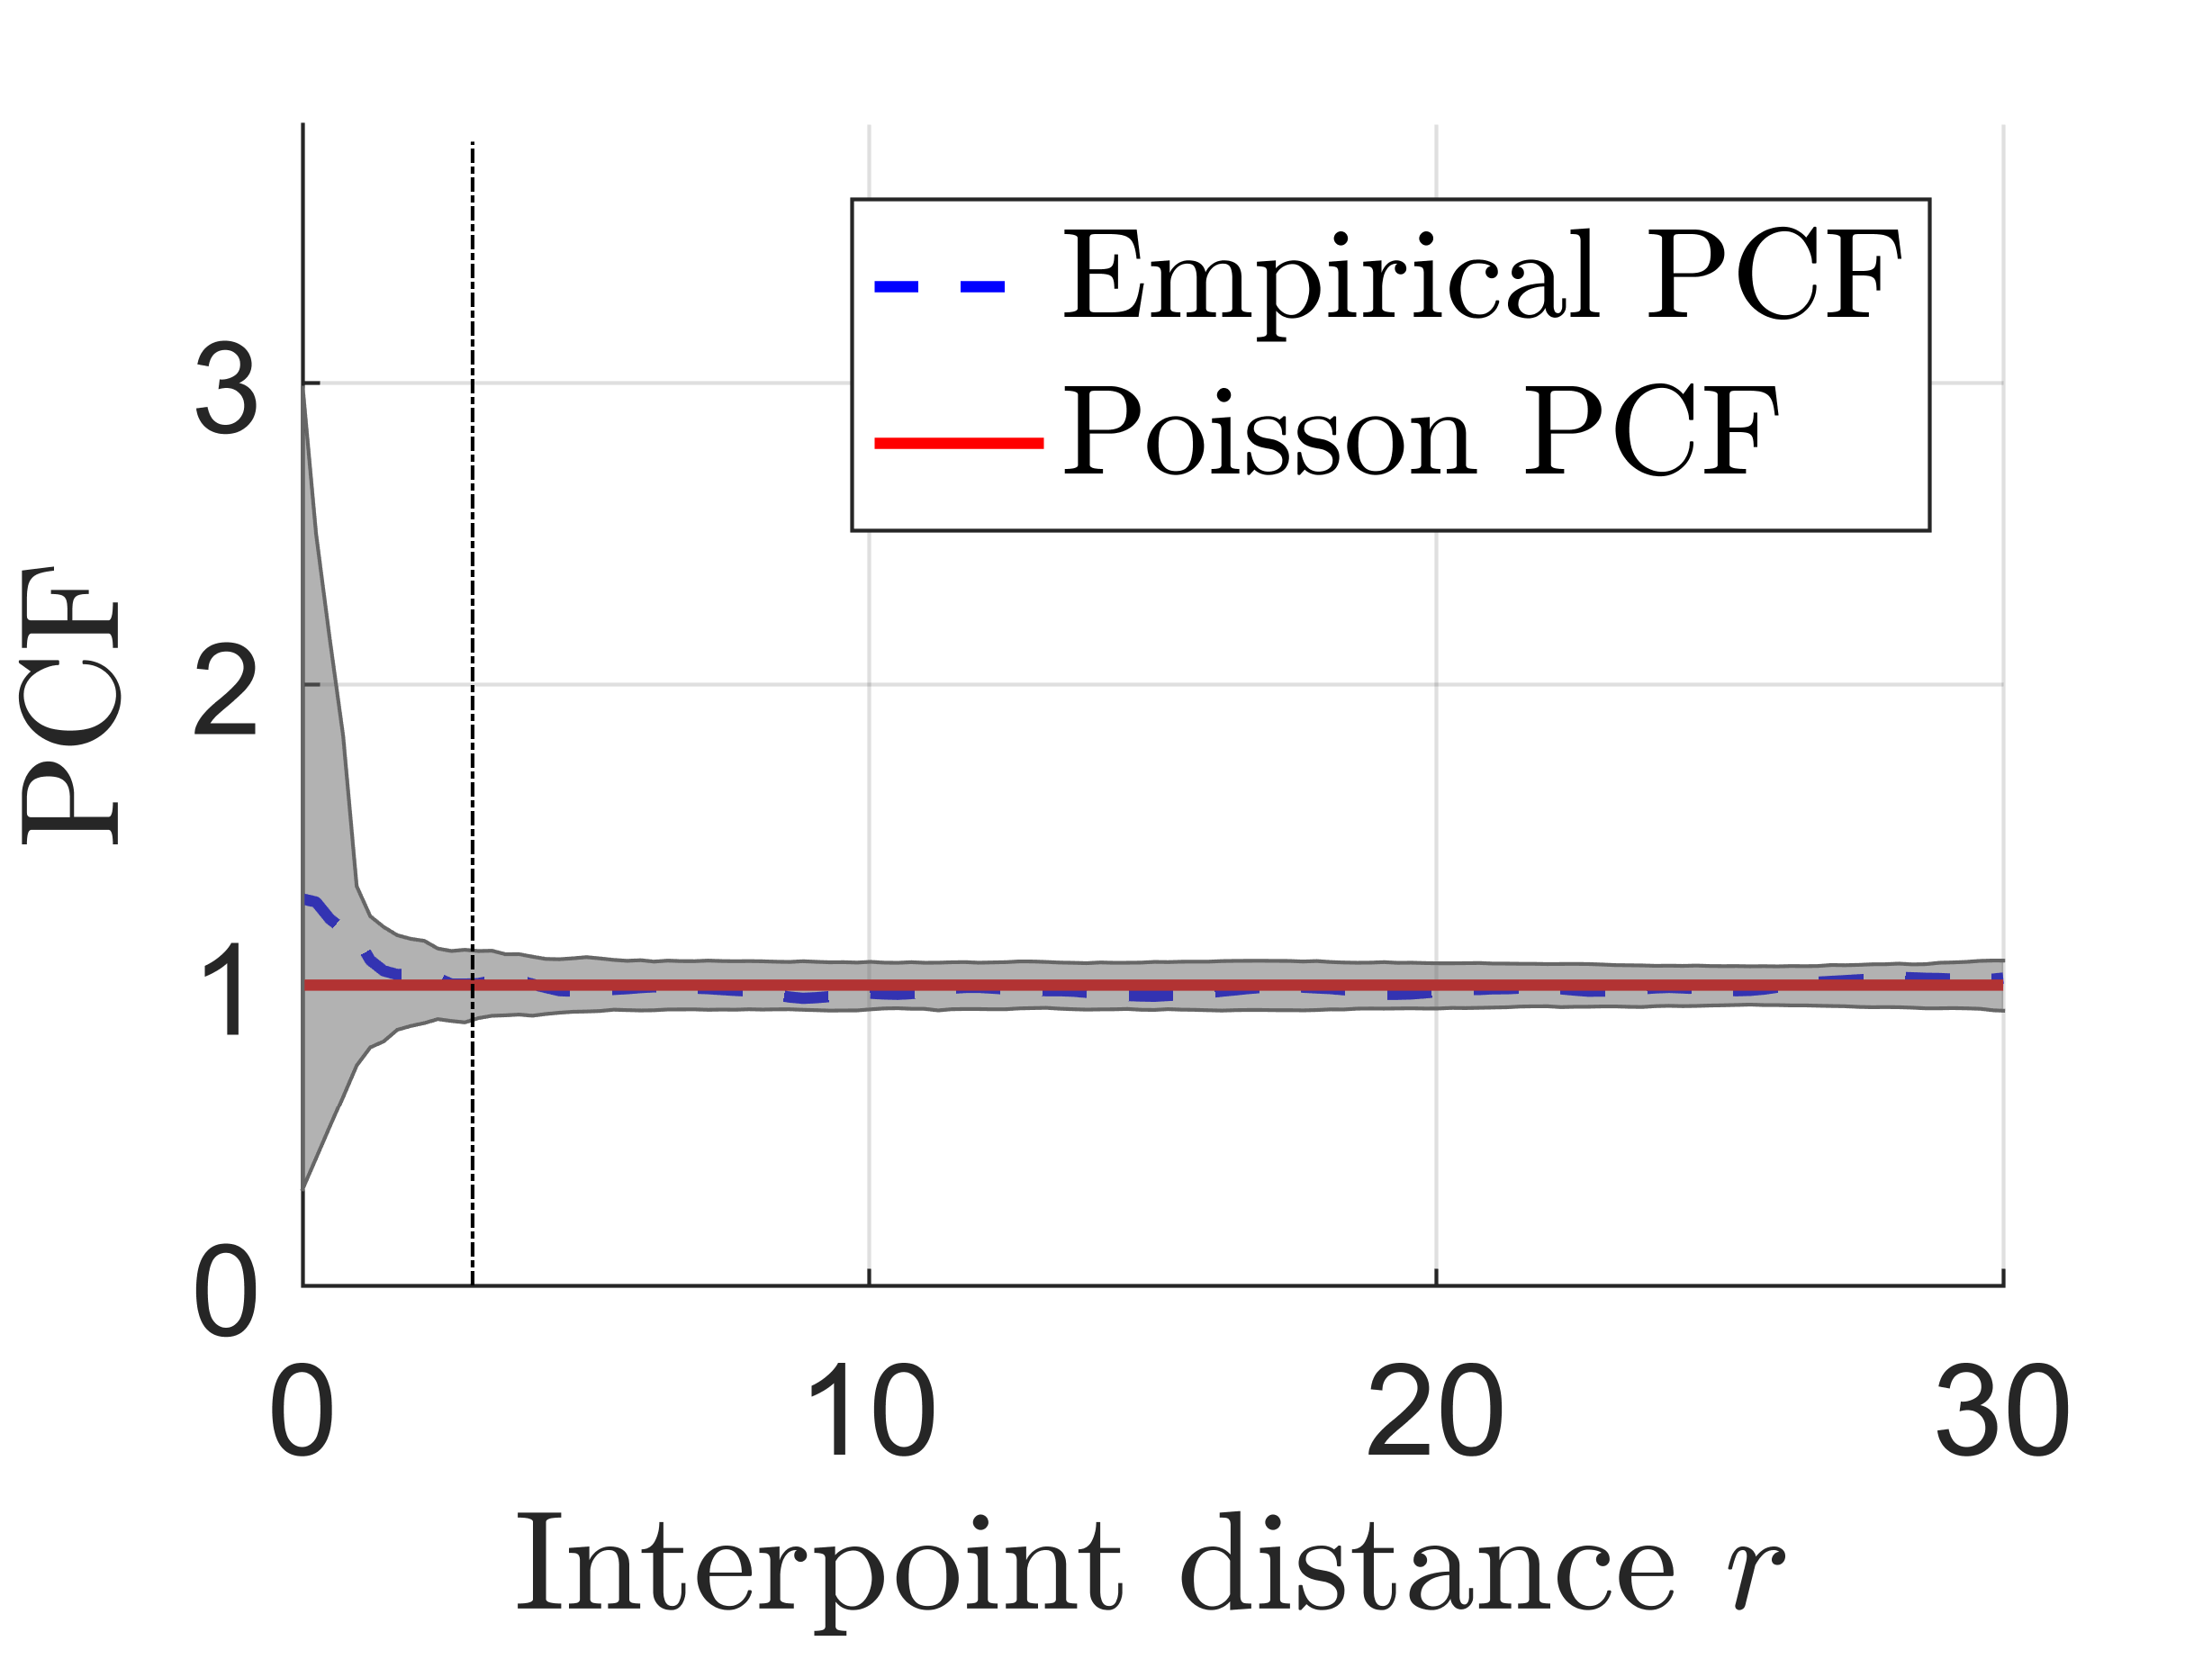 Empirical PCF
Poisson PCF
3
2
1
0
PCF
0 10 20 30
Interpoint distance r